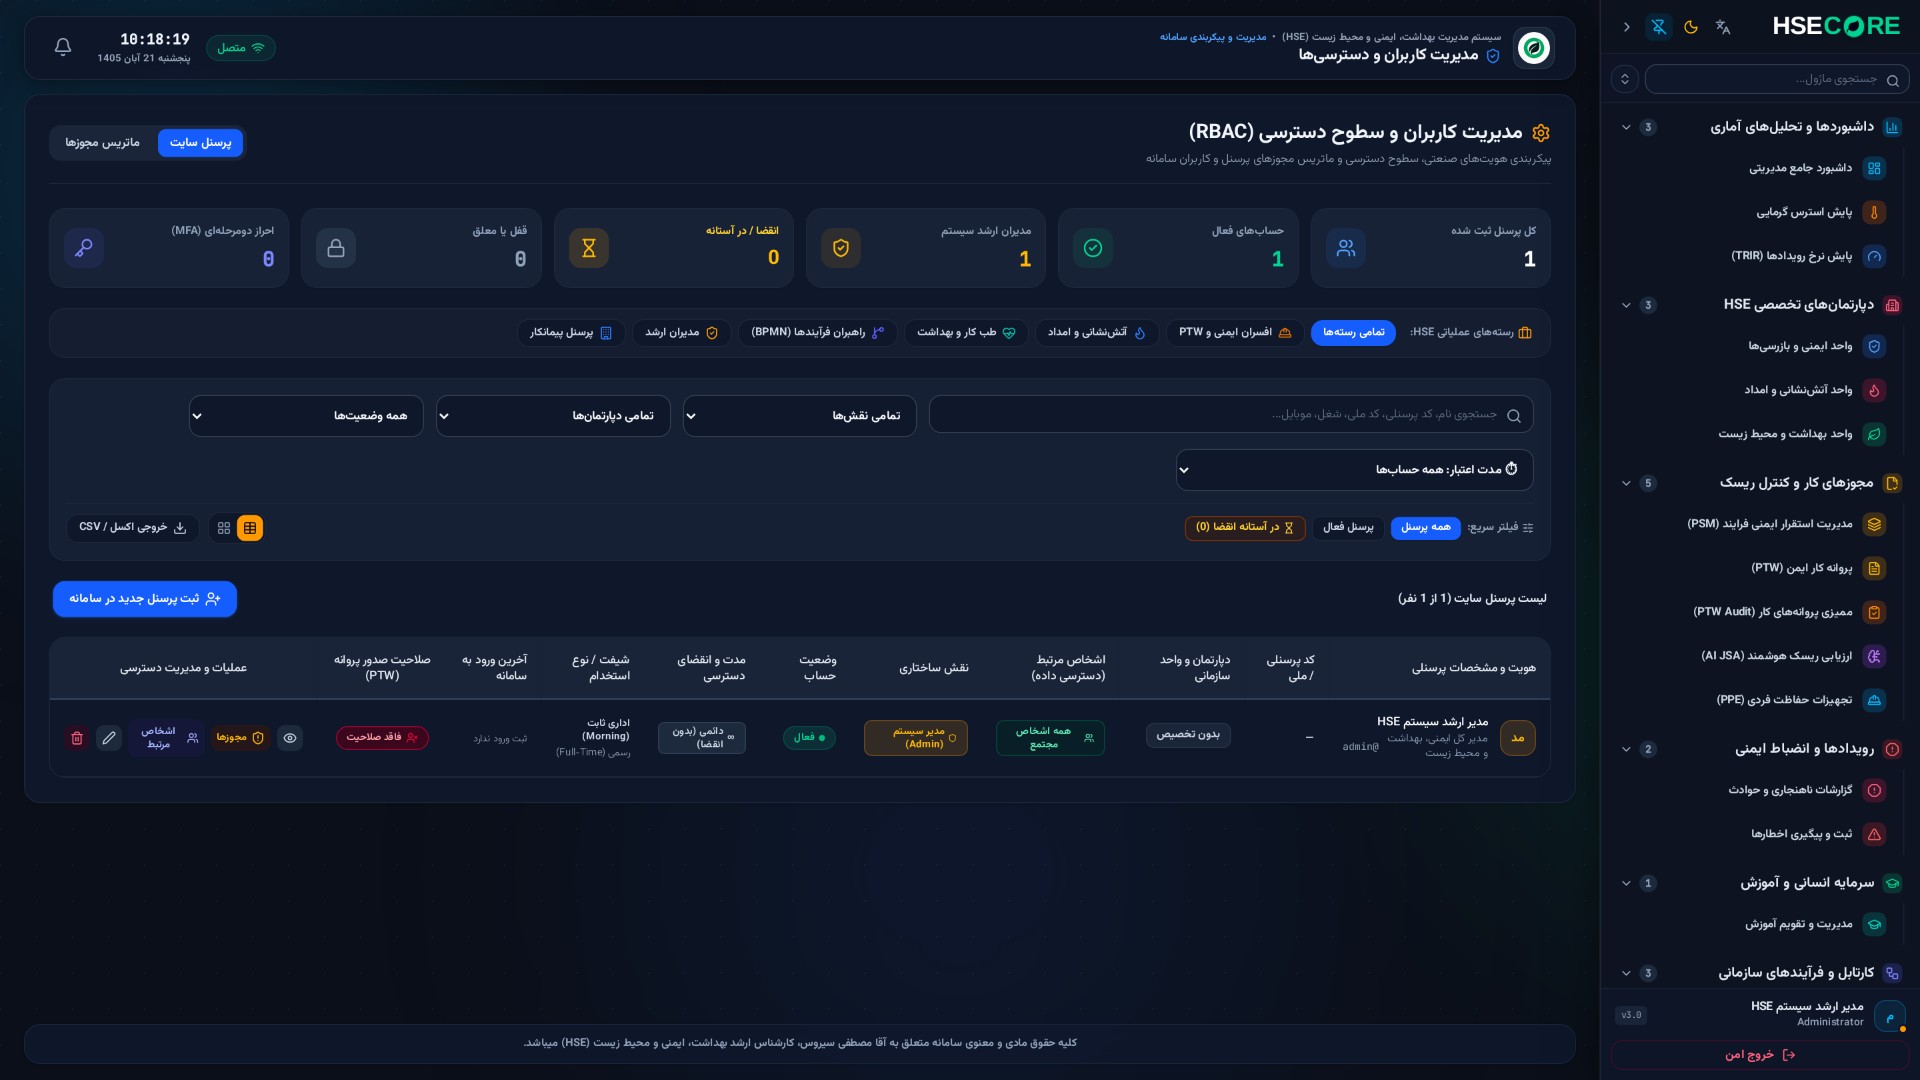 HSECORE
جستجوی ماژول...
داشبوردها و تحلیل‌های آماری
3
داشبورد جامع مدیریتی
پایش استرس گرمایی
پایش نرخ رویدادها (TRIR)
دپارتمان‌های تخصصی HSE
3
واحد ایمنی و بازرسی‌ها
واحد آتش‌نشانی و امداد
واحد بهداشت و محیط زیست
مجوزهای کار و کنترل ریسک
5
مدیریت استقرار ایمنی فرایند (PSM)
پروانه کار ایمن (PTW)
ممیزی پروانه‌های کار (PTW Audit)
ارزیابی ریسک هوشمند (AI JSA)
تجهیزات حفاظت فردی (PPE)
رویدادها و انضباط ایمنی
2
گزارشات ناهنجاری و حوادث
ثبت و پیگیری اخطارها
سرمایه انسانی و آموزش
1
مدیریت و تقویم آموزش
کارتابل و فرآیندهای سازمانی
3
م
مدیر ارشد سیستم HSE
Administrator
v3.0
خروج امن
سیستم مدیریت بهداشت، ایمنی و محیط زیست (HSE) • مدیریت و پیکربندی سامانه
مدیریت کاربران و دسترسی‌ها
متصل
10:18:19
پنجشنبه 21 آبان 1405
مدیریت کاربران و سطوح دسترسی (RBAC)
پیکربندی هویت‌های صنعتی، سطوح دسترسی و ماتریس مجوزهای پرسنل و کاربران سامانه
پرسنل سایت
ماتریس مجوزها
کل پرسنل ثبت شده
1
حساب‌های فعال
1
مدیران ارشد سیستم
1
انقضا / در آستانه
0
قفل یا معلق
0
احراز دومرحله‌ای (MFA)
0
رسته‌های عملیاتی HSE:
تمامی رسته‌ها
افسران ایمنی و PTW
آتش‌نشانی و امداد
طب کار و بهداشت
راهبران فرآیندها (BPMN)
مدیران ارشد
پرسنل پیمانکار
جستجوی نام، کد پرسنلی، کد ملی، شغل، موبایل...
تمامی نقش‌ها
تمامی دپارتمان‌ها
همه وضعیت‌ها
⏱ مدت اعتبار: همه حساب‌ها
فیلتر سریع:
همه پرسنل
پرسنل فعال
در آستانه انقضا (0)
خروجی اکسل / CSV
لیست پرسنل سایت (1 از 1 نفر)
ثبت پرسنل جدید در سامانه
هویت و مشخصات پرسنلی
کد پرسنلی
/ ملی
دپارتمان و واحد
سازمانی
اشخاص مرتبط
(دسترسی داده)
نقش ساختاری
وضعیت
حساب
مدت و انقضای
دسترسی
شیفت / نوع
استخدام
آخرین ورود به
سامانه
صلاحیت صدور پروانه
(PTW)
عملیات و مدیریت دسترسی
مد
مدیر ارشد سیستم HSE
مدیر کل ایمنی، بهداشت
و محیط زیست
@admin
—
بدون تخصیص
همه اشخاص
مجتمع
مدیر سیستم
(Admin)
فعال
∞ دائمی (بدون
انقضا)
اداری ثابت
(Morning)
رسمی (Full-Time)
ثبت ورود ندارد
فاقد صلاحیت
مجوزها
اشخاص
مرتبط
کلیه حقوق مادی و معنوی سامانه متعلق به آقا مصطفی سیروس، کارشناس ارشد بهداشت، ایمنی و محیط زیست (HSE) میباشد.